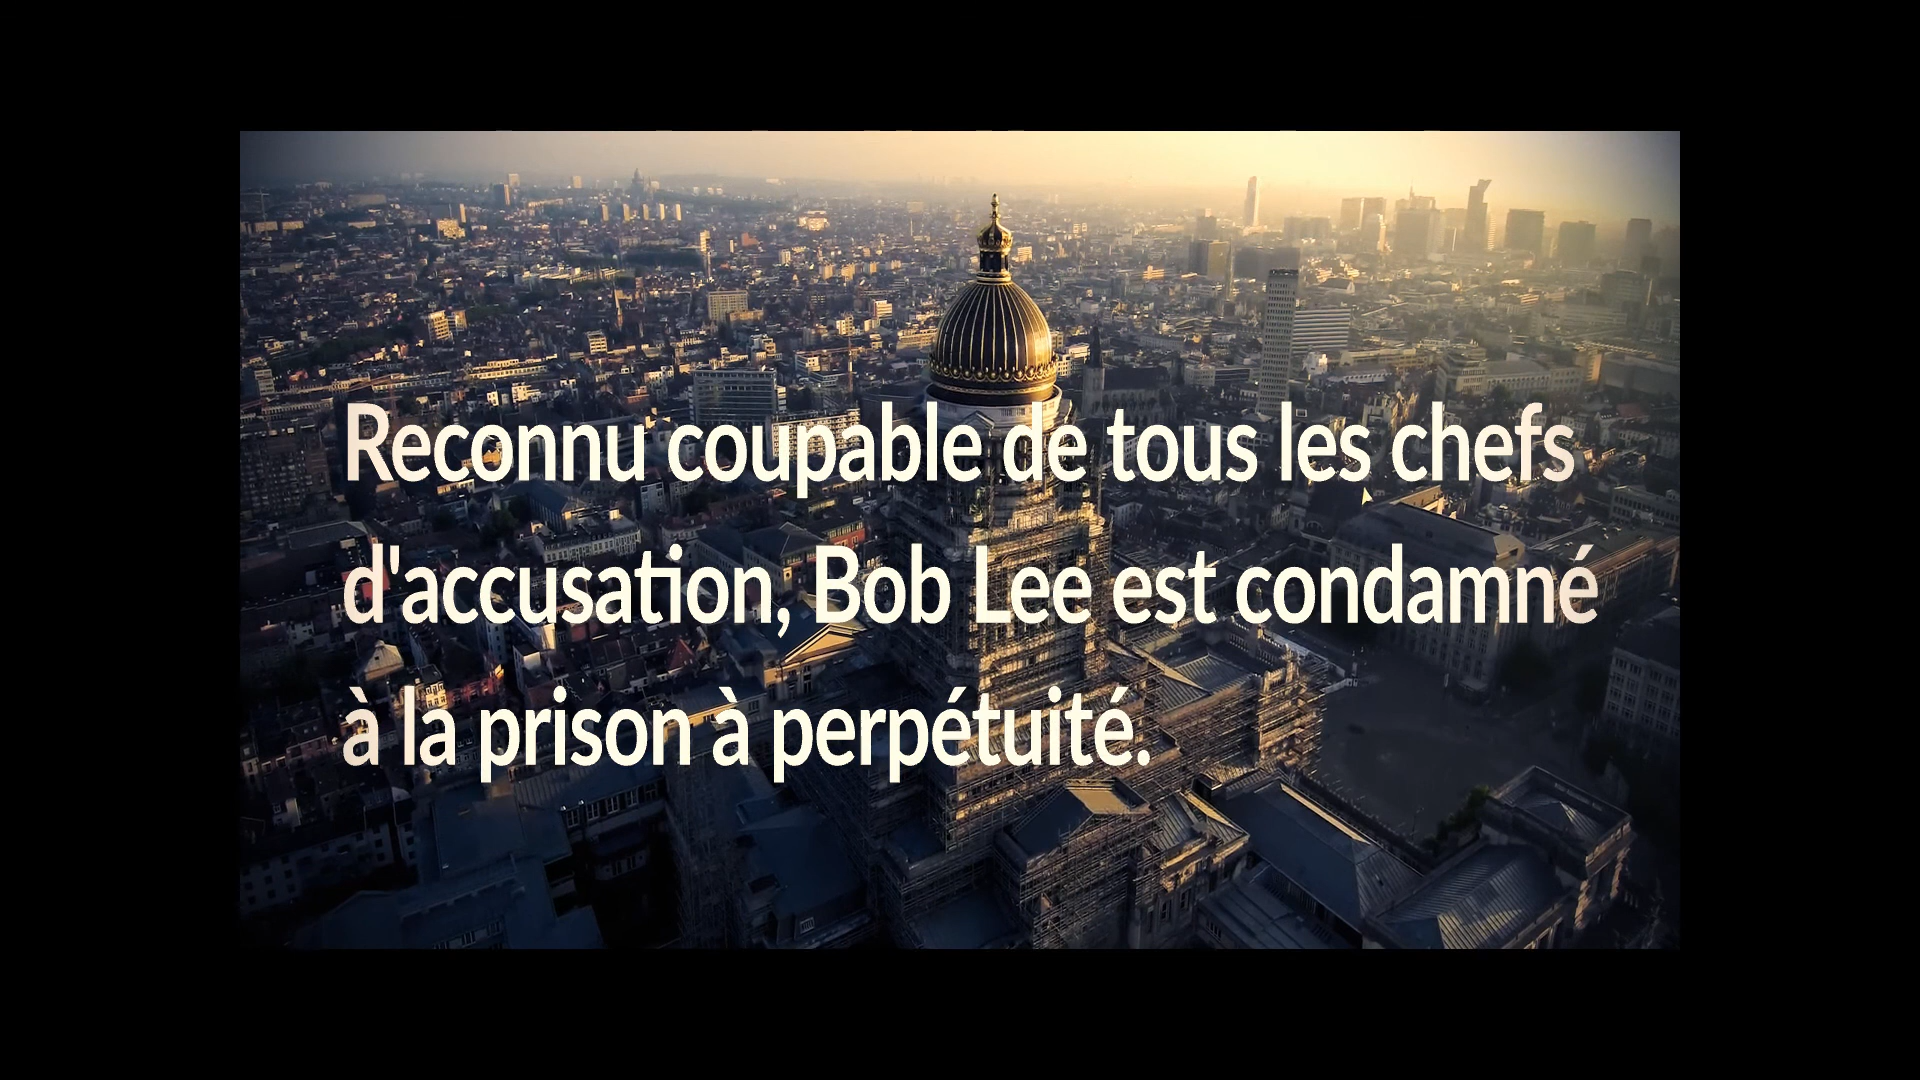 Reconnu coupable de tous les chefs
d'accusation, Bob Lee est condamné
à la prison à perpétuité.